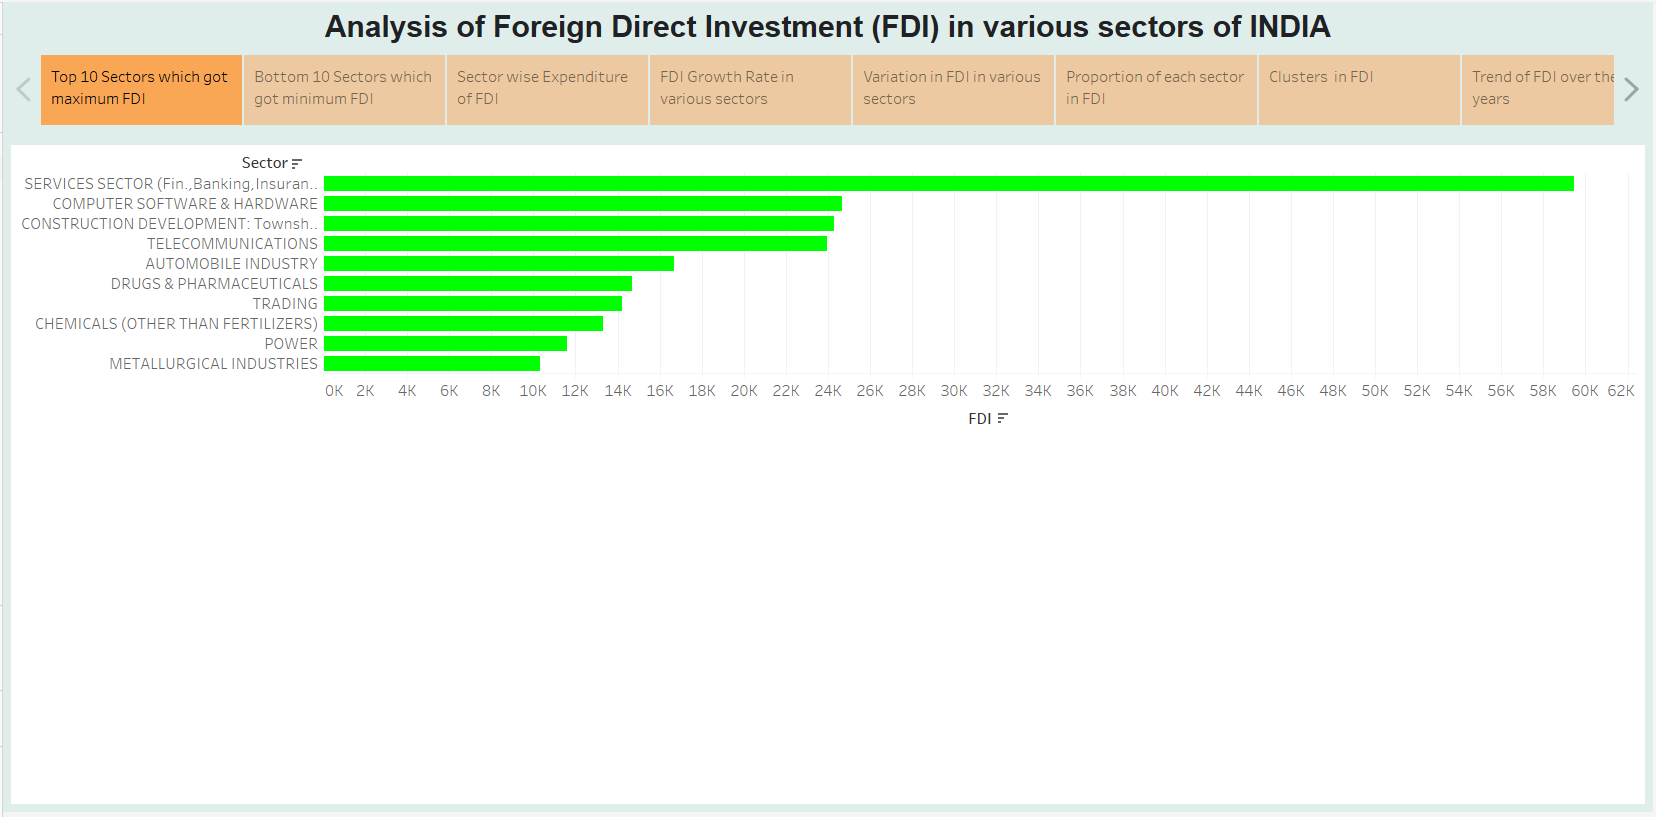 Analysis of Foreign Direct Investment (FDI) in various sectors of INDIA
Top 10 Sectors which got
maximum FDI
Bottom 10 Sectors which
got minimum FDI
Sector wise Expenditure
of FDI
FDI Growth Rate in
various sectors
Variation in FDI in various
sectors
Proportion of each sector
in FDI
Clusters in FDI
Trend of FDI over the
years
Sector
SERVICES SECTOR (Fin.,Banking,Insuran..
COMPUTER SOFTWARE & HARDWARE
CONSTRUCTION DEVELOPMENT: Townsh..
TELECOMMUNICATIONS
AUTOMOBILE INDUSTRY
DRUGS & PHARMACEUTICALS
TRADING
CHEMICALS (OTHER THAN FERTILIZERS)
POWER
METALLURGICAL INDUSTRIES
0K 2K 4K 6K 8K 10K 12K 14K 16K 18K 20K 22K 24K 26K 28K 30K 32K 34K 36K 38K 40K 42K 44K 46K 48K 50K 52K 54K 56K 58K 60K 62K
FDI